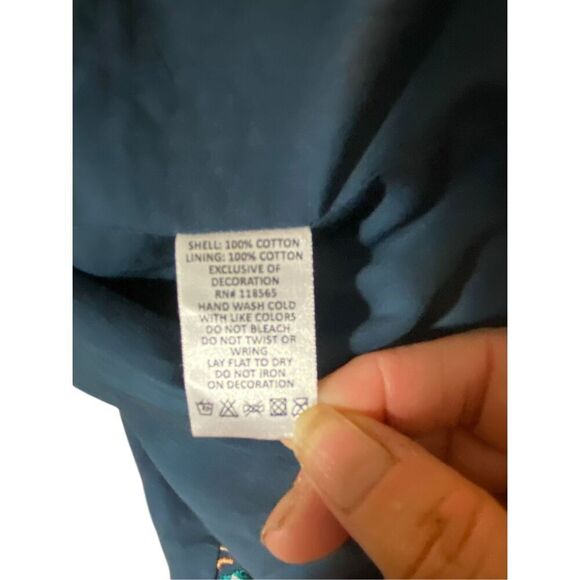 SHELL: 100% COTTON
LINING: 100% COTTON
EXCLUSIVE OF
DECORATION
RN# 118565
HAND WASH COLD
WITH LIKE COLORS
DO NOT BLEACH
DO NOT TWIST OR
WRING
LAY FLAT TO DRY
DO NOT IRON
ON DECORATION